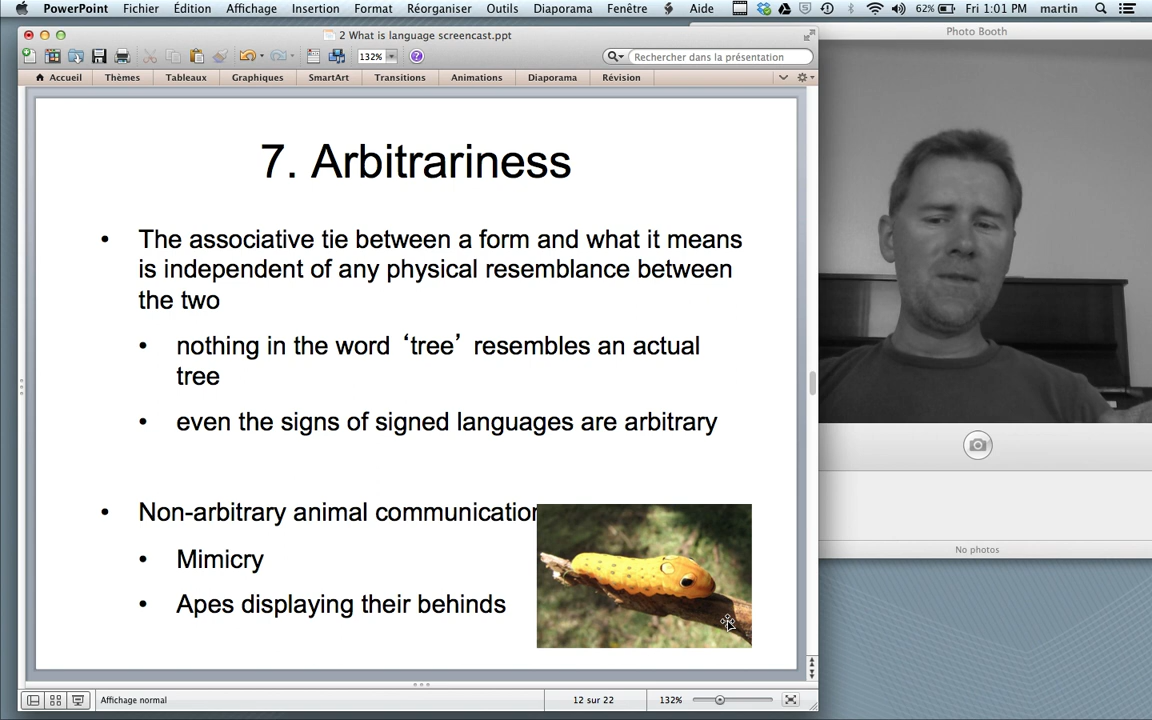 PowerPoint Fichier Édition Affichage Insertion Format Réorganiser Outils Diaporama Fenêtre Aide 62% Fri 1:01 PM martin
2 What is language screencast.ppt
Photo Booth
132% Rechercher dans la présentation
Accueil Thèmes Tableaux Graphiques SmartArt Transitions Animations Diaporama Révision
7. Arbitrariness
• The associative tie between a form and what it means
is independent of any physical resemblance between
the two
• nothing in the word ‘tree’ resembles an actual
tree
• even the signs of signed languages are arbitrary
• Non-arbitrary animal communication
• Mimicry
• Apes displaying their behinds
No photos
Affichage normal 12 sur 22 132%